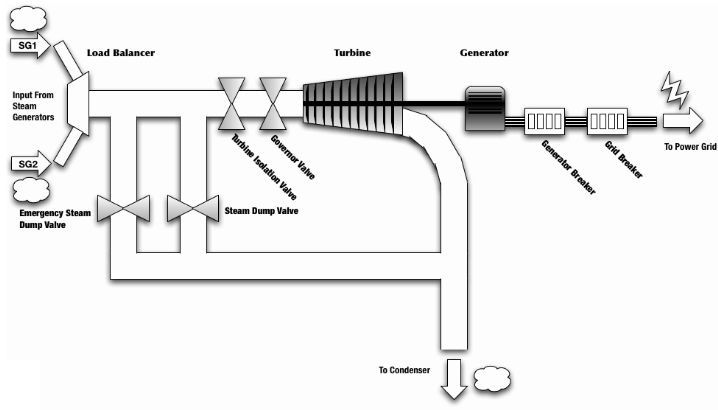 SG1
Load Balancer
Turbine
Generator
Input From
Steam
Generators
SG2
Turbine Isolation Valve
Governor Valve
Generator Breaker
Grid Breaker
To Power Grid
Emergency Steam
Dump Valve
Steam Dump Valve
To Condenser